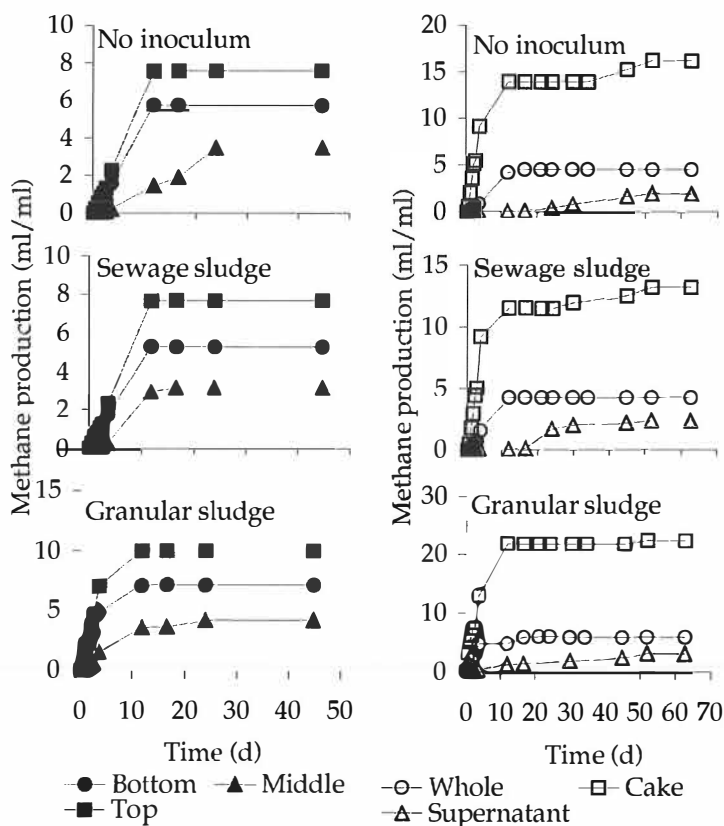 Methane production (ml/ml)
10
8
6
4
2
0
No inoculum
10
8
6
4
2
0
Sewage sludge
15
10
5
0
Granular sludge
0 10 20 30 40 50
Time (d)
Bottom Middle
Top
Methane production (ml/ml)
20
15
10
5
0
No inoculum
15
10
5
0
Sewage sludge
30
20
10
0
Granular sludge
0 10 20 30 40 50 60 70
Time (d)
Whole Cake
Supernatant